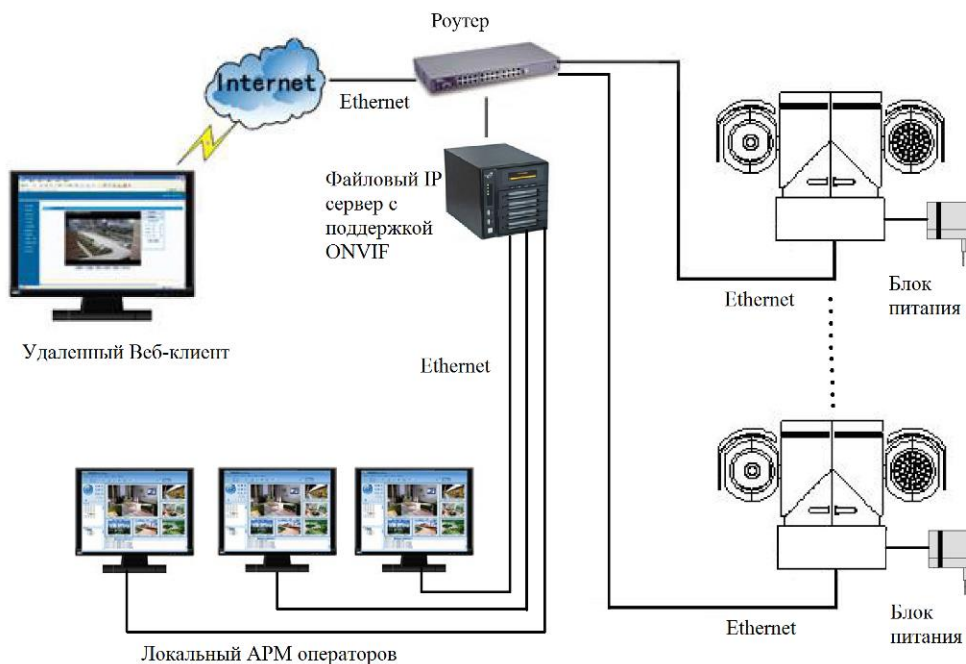 Роутер
Internet
Ethernet
Файловый IP
сервер с
поддержкой
ONVIF
Удаленный Веб-клиент
Ethernet
Локальный АРМ операторов
Ethernet
Блок
питания
Ethernet
Блок
питания